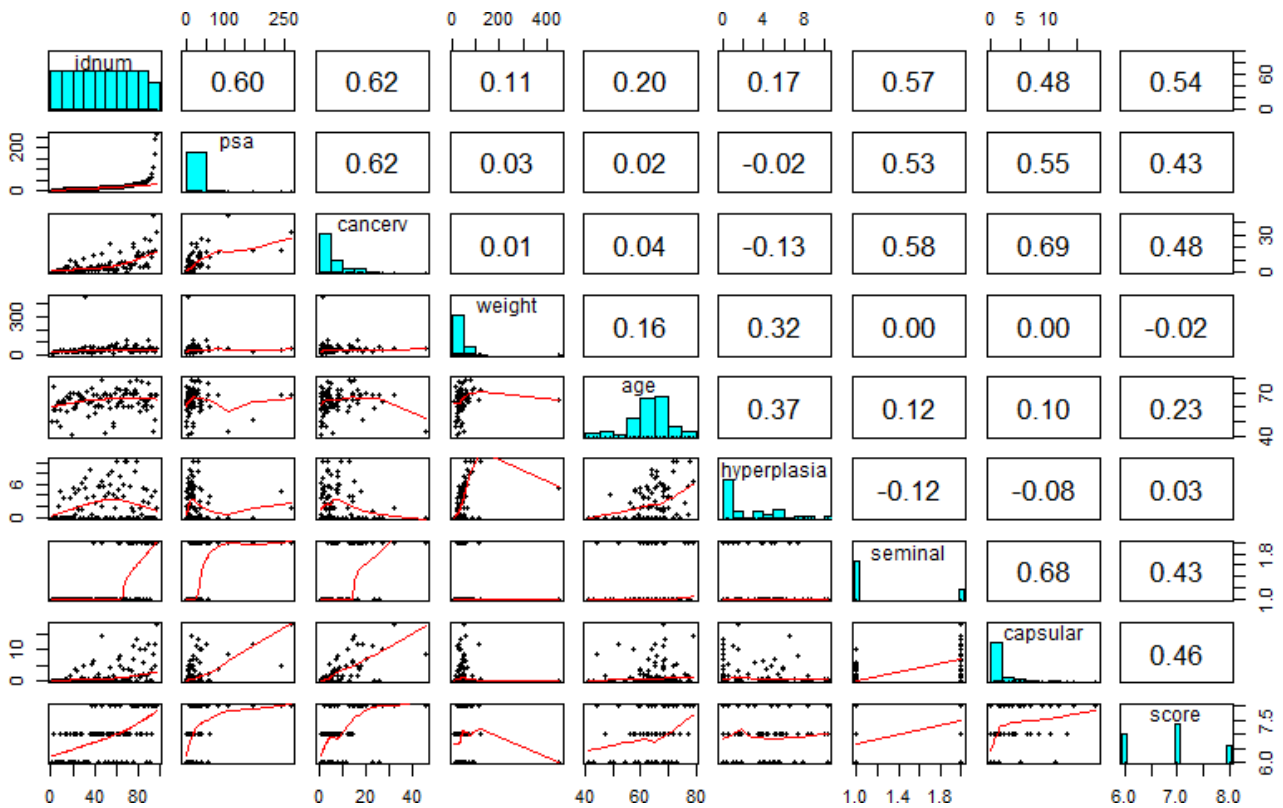 0 100 250 0 200 400 0 4 8 0 5 10
idnum 0.60 0.62 0.11 0.20 0.17 0.57 0.48 0.54 0 60
0 200 psa 0.62 0.03 0.02 -0.02 0.53 0.55 0.43
cancerv 0.01 0.04 -0.13 0.58 0.69 0.48 0 30
0 300 weight 0.16 0.32 0.00 0.00 -0.02
age 0.37 0.12 0.10 0.23 40 70
0 6 hyperplasia -0.12 -0.08 0.03
seminal 0.68 0.43 1.0 1.8
0 10 capsular 0.46
score 6.0 7.5
0 40 80 0 20 40 40 60 80 1.0 1.4 1.8 6.0 7.0 8.0